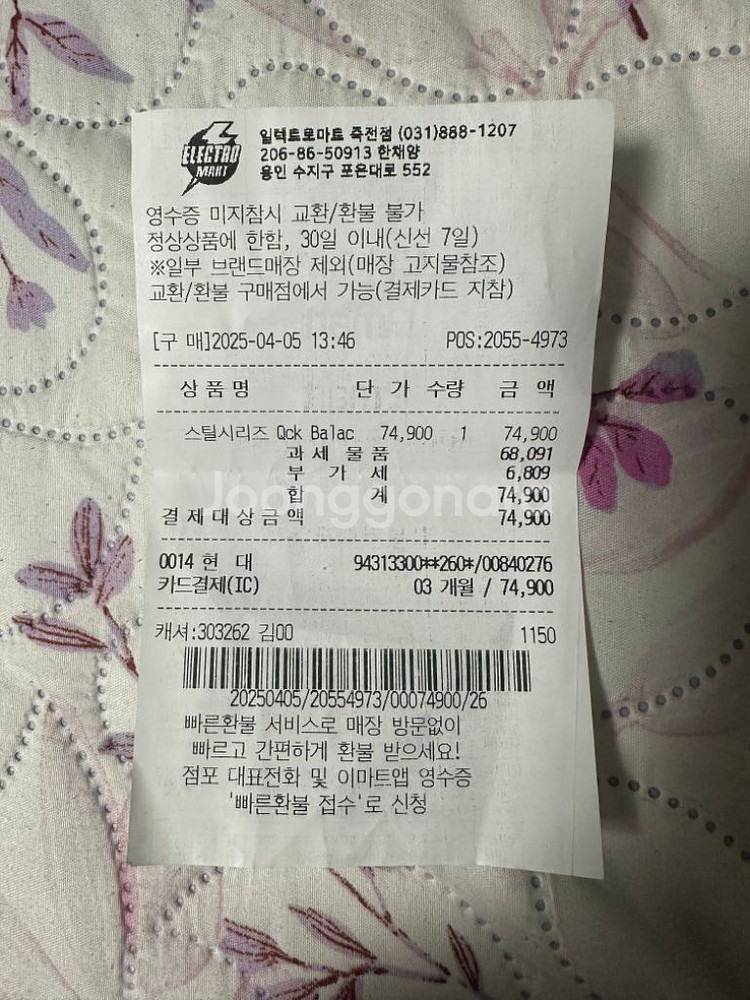 ELECTRO
MART
일렉트로마트 죽전점 (031)888-1207
206-86-50913 한채양
용인 수지구 포은대로 552
영수증 미지참시 교환/환불 불가
정상상품에 한함, 30일 이내(신선 7일)
※일부 브랜드매장 제외(매장 고지물참조)
교환/환불 구매점에서 가능(결제카드 지참)
[구 매]2025-04-05 13:46 POS:2055-4973
상품명 단 가 수량 금 액
스틸시리즈 Qck Balac 74,900 1 74,900
과 세 물 품 68,091
부 가 세 6,809
합 계 74,900
결 제 대 상 금 액 74,900
0014 현 대 94313300**260*/00840276
카드결제(IC) 03 개월 / 74,900
캐셔:303262 김00 1150
20250405/20554973/00074900/26
빠른환불 서비스로 매장 방문없이
빠르고 간편하게 환불 받으세요!
점포 대표전화 및 이마트앱 영수증
'빠른환불 접수'로 신청